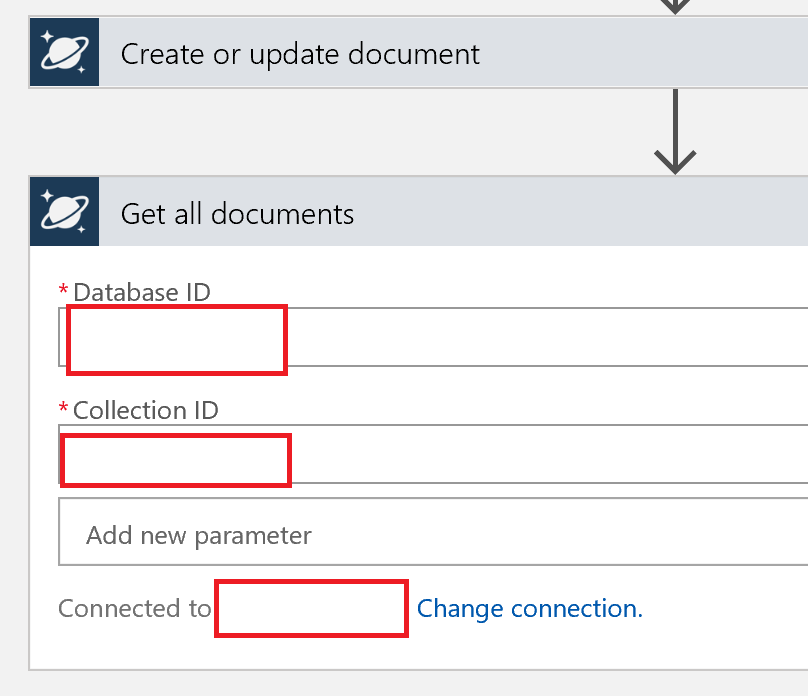 Create or update document
Get all documents
* Database ID
* Collection ID
Add new parameter
Connected to Change connection.